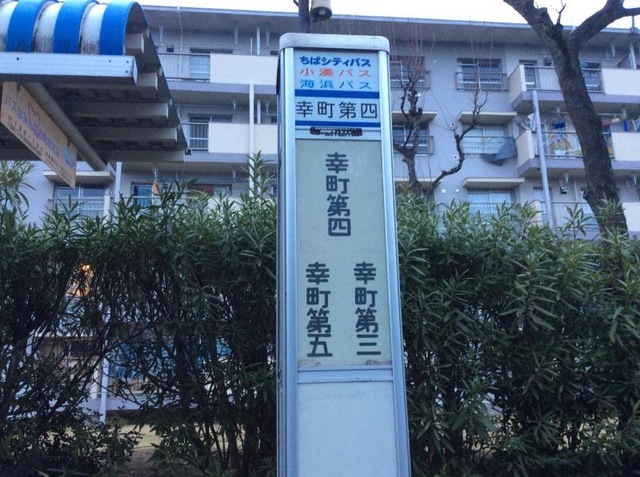 ちばシティバス
小湊バス
海浜バス
幸町第四
幸町第四
幸町第三
幸町第五